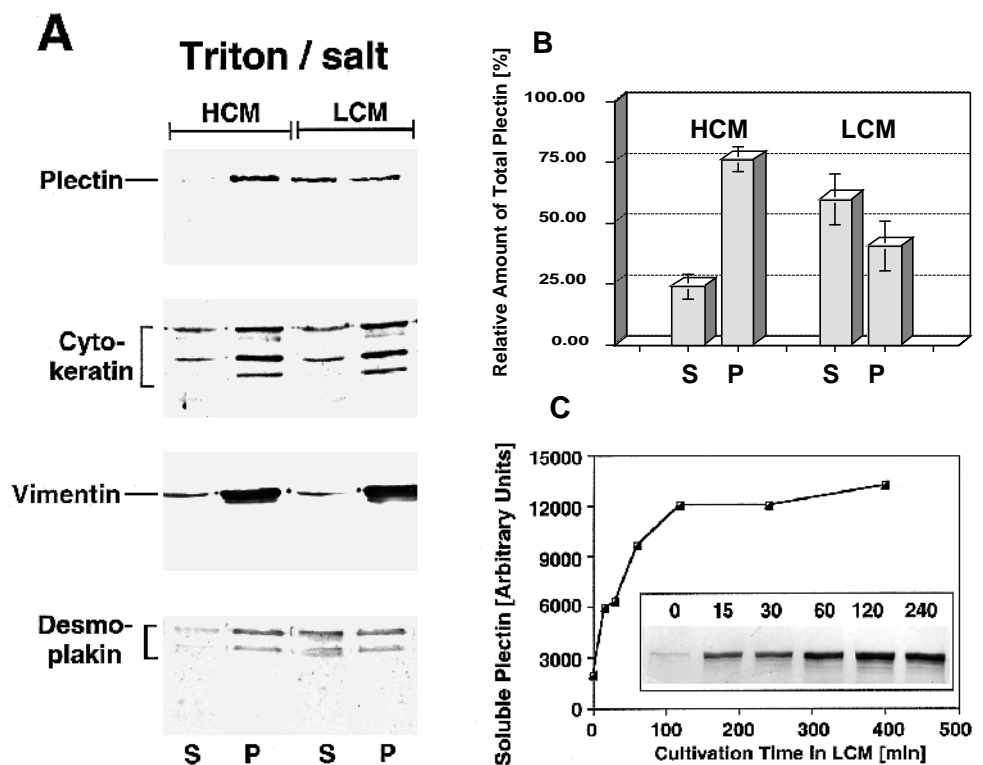 A
Triton / salt
HCM LCM
Plectin
Cyto-
keratin
Vimentin
Desmo-
plakin
S P S P
B
Relative Amount of Total Plectin [%]
100.00
75.00
50.00
25.00
0.00
HCM LCM
S P S P
C
Soluble Plectin [Arbitrary Units]
15000
12000
9000
6000
3000
0
0 15 30 60 120 240
0 100 200 300 400 500
Cultivation Time in LCM [min]